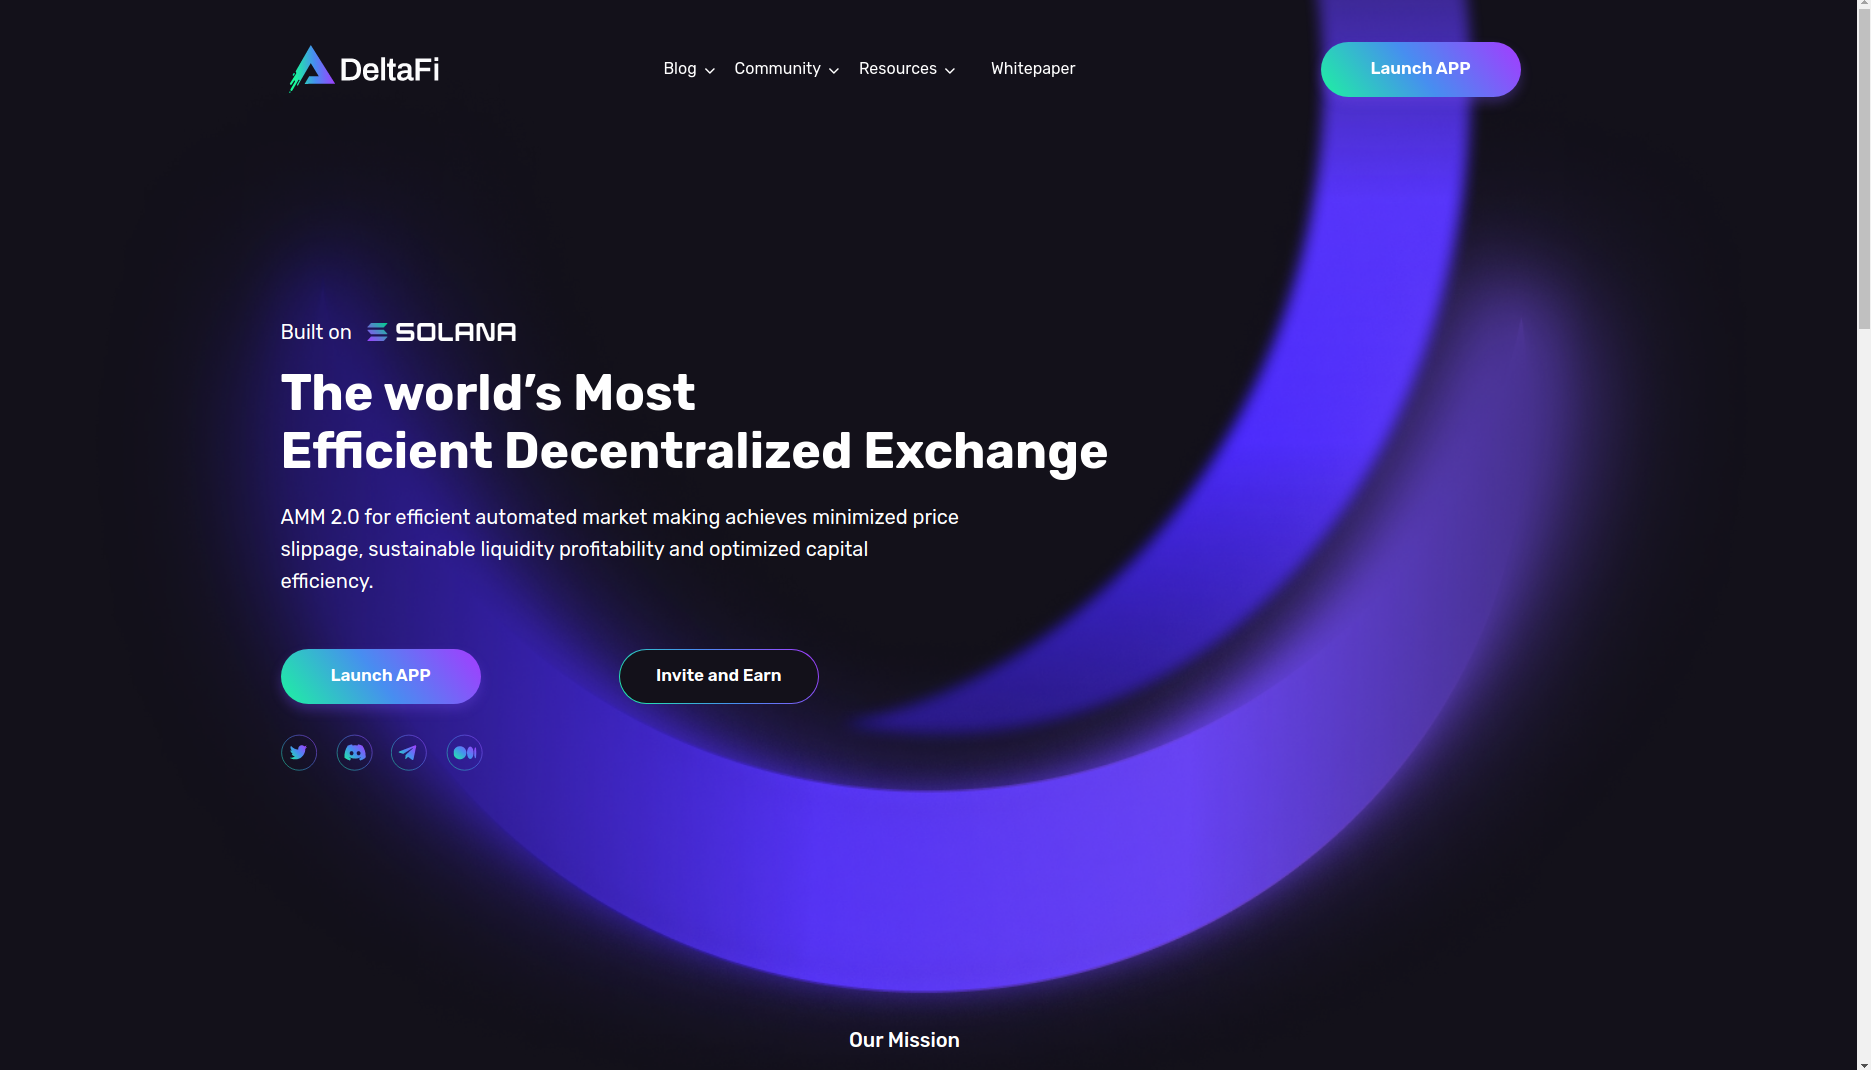 DeltaFi
Blog
Community
Resources
Whitepaper
Launch APP
Built on SOLANA
The world’s Most
Efficient Decentralized Exchange
AMM 2.0 for efficient automated market making achieves minimized price
slippage, sustainable liquidity profitability and optimized capital
efficiency.
Launch APP
Invite and Earn
Our Mission